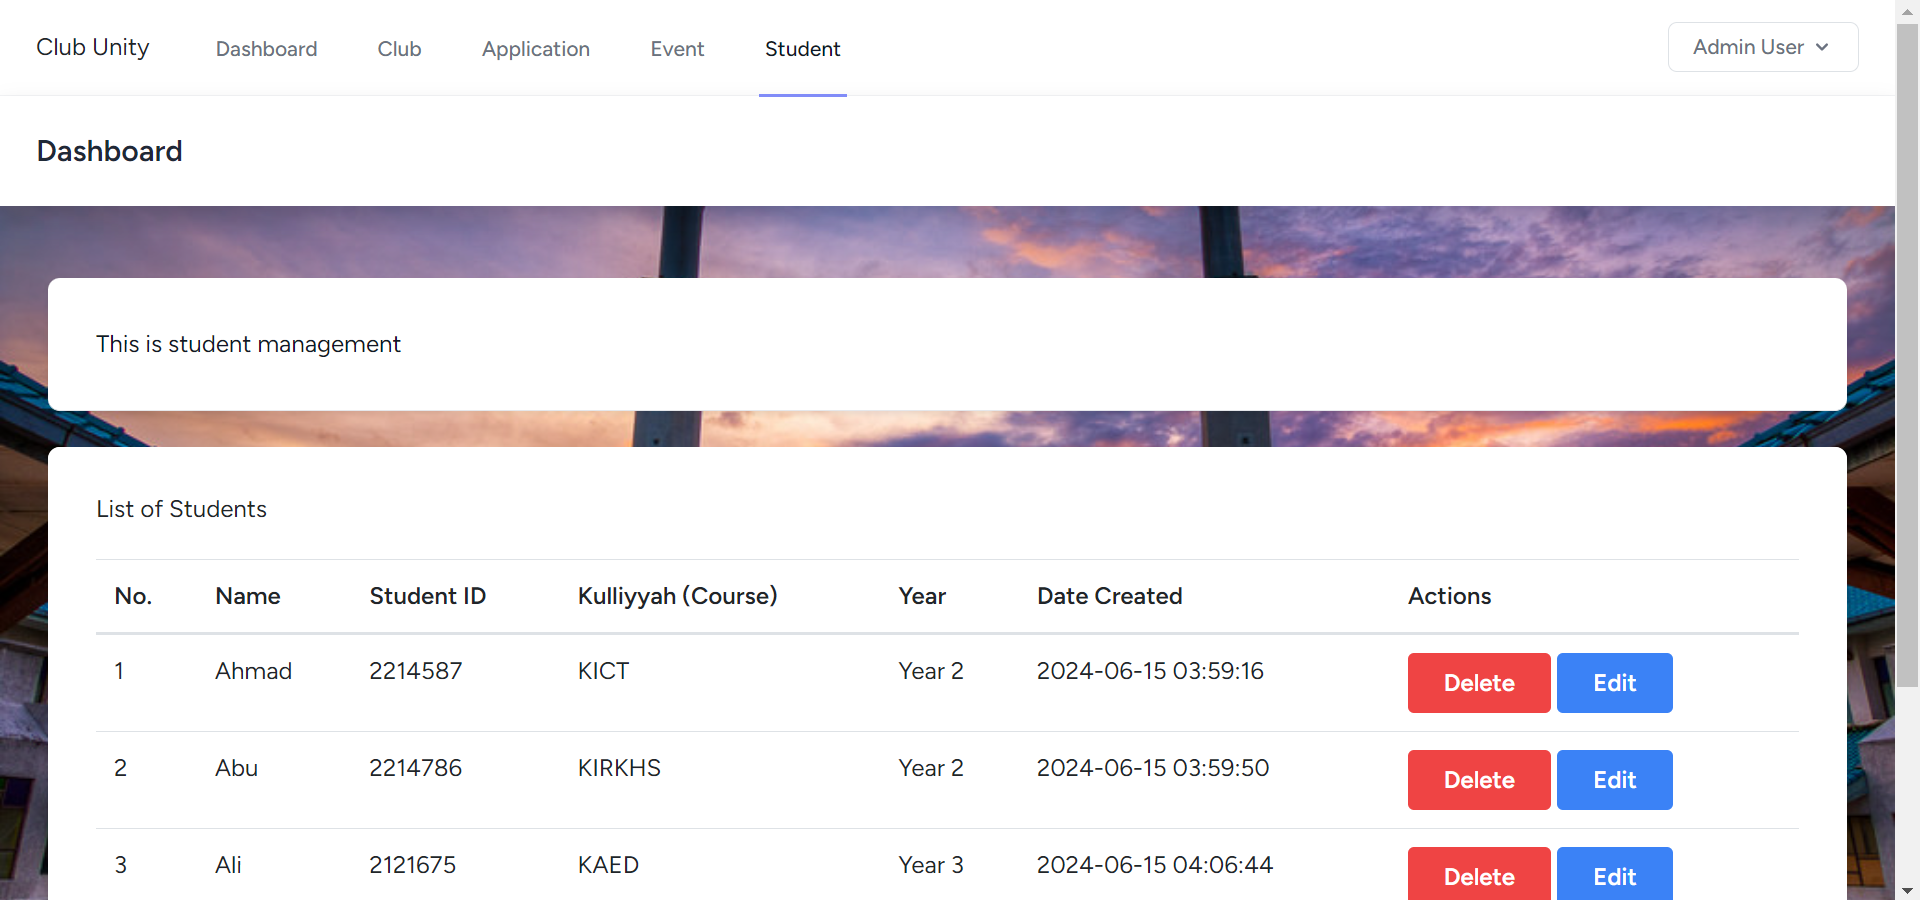 Club Unity Dashboard Club Application Event Student Admin User
Dashboard
This is student management
List of Students
No. Name Student ID Kulliyyah (Course) Year Date Created Actions
1 Ahmad 2214587 KICT Year 2 2024-06-15 03:59:16 Delete Edit
2 Abu 2214786 KIRKHS Year 2 2024-06-15 03:59:50 Delete Edit
3 Ali 2121675 KAED Year 3 2024-06-15 04:06:44 Delete Edit